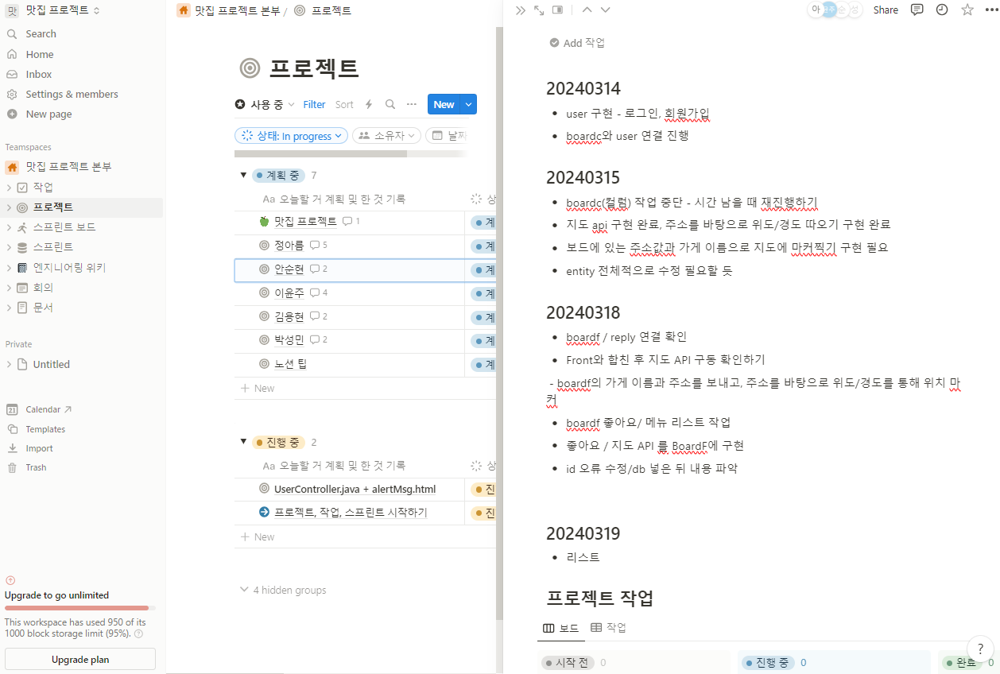 맛 맛집 프로젝트
Search
Home
Inbox
Settings & members
New page
Teamspaces
맛집 프로젝트 본부
작업
프로젝트
스프린트 보드
스프린트
엔지니어링 위키
회의
문서
Private
Untitled
Calendar
Templates
Import
Trash
Upgrade to go unlimited
This workspace has used 950 of its
1000 block storage limit (95%).
Upgrade plan
맛집 프로젝트 본부 / 프로젝트
프로젝트
사용 중 Filter Sort New
상태: In progress 소유자 날짜
계획 중 7
Aa 오늘할 거 계획 및 한 것 기록 상
맛집 프로젝트 1 계
정아름 5 계
안순현 2 계
이윤주 4 계
김용현 2 계
박성민 2 계
노션 팁 계
New
진행 중 2
Aa 오늘할 거 계획 및 한 것 기록 상
UserController.java + alertMsg.html 진
프로젝트, 작업, 스프린트 시작하기 진
New
4 hidden groups
아 순 성 Share
Add 작업
20240314
user 구현 - 로그인, 회원가입
boardc와 user 연결 진행
20240315
boardc(컬럼) 작업 중단 - 시간 남을 때 재진행하기
지도 api 구현 완료, 주소를 바탕으로 위도/경도 따오기 구현 완료
보드에 있는 주소값과 가게 이름으로 지도에 마커찍기 구현 필요
entity 전체적으로 수정 필요할 듯
20240318
boardf / reply 연결 확인
Front와 합친 후 지도 API 구동 확인하기
- boardf의 가게 이름과 주소를 보내고, 주소를 바탕으로 위도/경도를 통해 위치 마
커
boardf 좋아요/ 메뉴 리스트 작업
좋아요 / 지도 API 를 BoardF에 구현
id 오류 수정/db 넣은 뒤 내용 파악
20240319
리스트
프로젝트 작업
보드 작업
시작 전 0 진행 중 0 완료 0
?